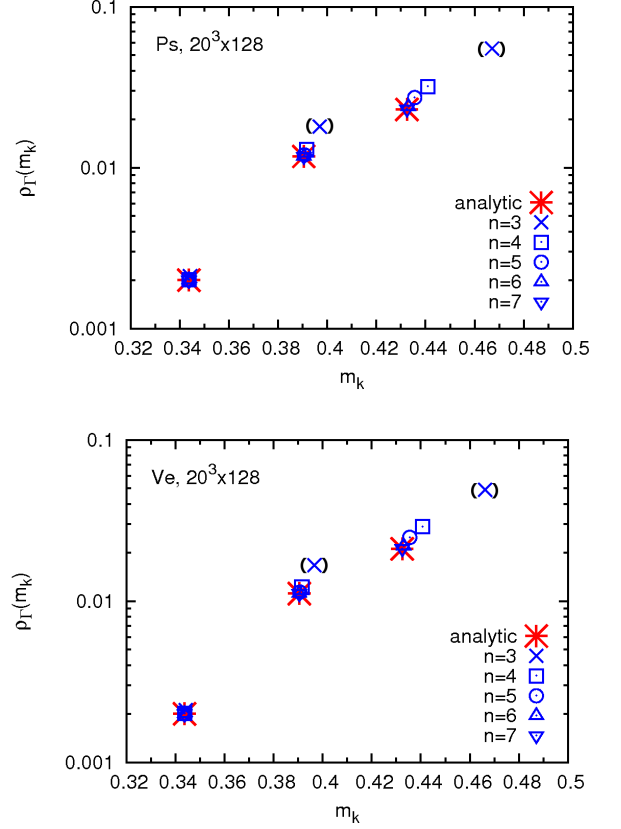 0.1
Ps, 20³x128
0.01
ρΓ(mk)
analytic
n=3
n=4
n=5
n=6
n=7
( )
( )
0.001
0.32 0.34 0.36 0.38 0.4 0.42 0.44 0.46 0.48 0.5
mk
0.1
Ve, 20³x128
0.01
ρΓ(mk)
analytic
n=3
n=4
n=5
n=6
n=7
( )
( )
0.001
0.32 0.34 0.36 0.38 0.4 0.42 0.44 0.46 0.48 0.5
mk